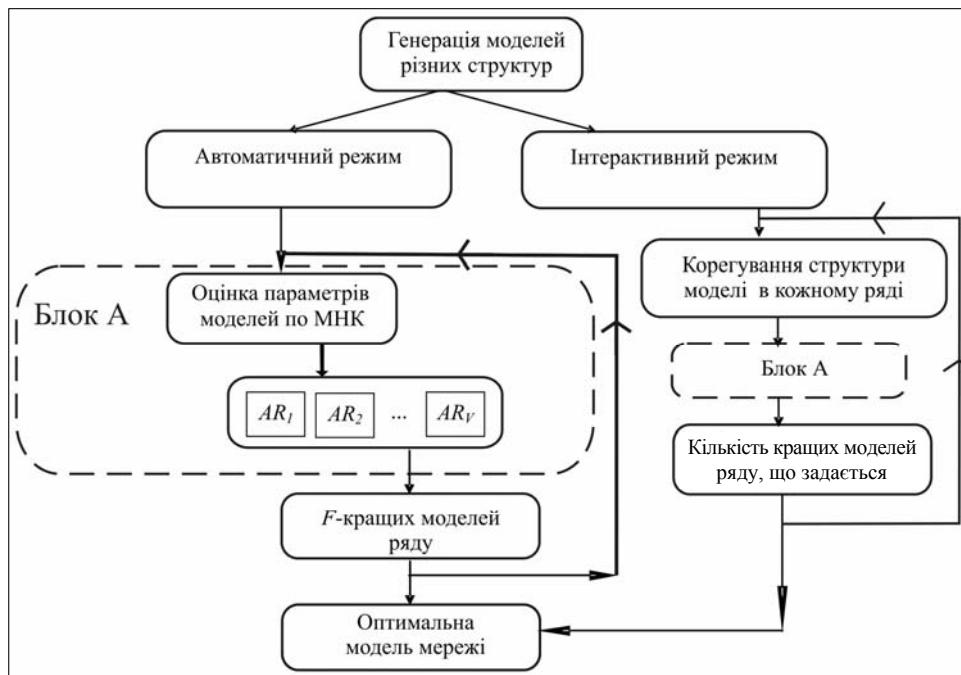 Генерація моделей
різних структур
Автоматичний режим
Інтерактивний режим
Блок А
Оцінка параметрів
моделей по МНК
AR1 AR2 ... ARV
F-кращих моделей
ряду
Оптимальна
модель мережі
Корегування структури
моделі в кожному ряді
Блок А
Кількість кращих моделей
ряду, що задається